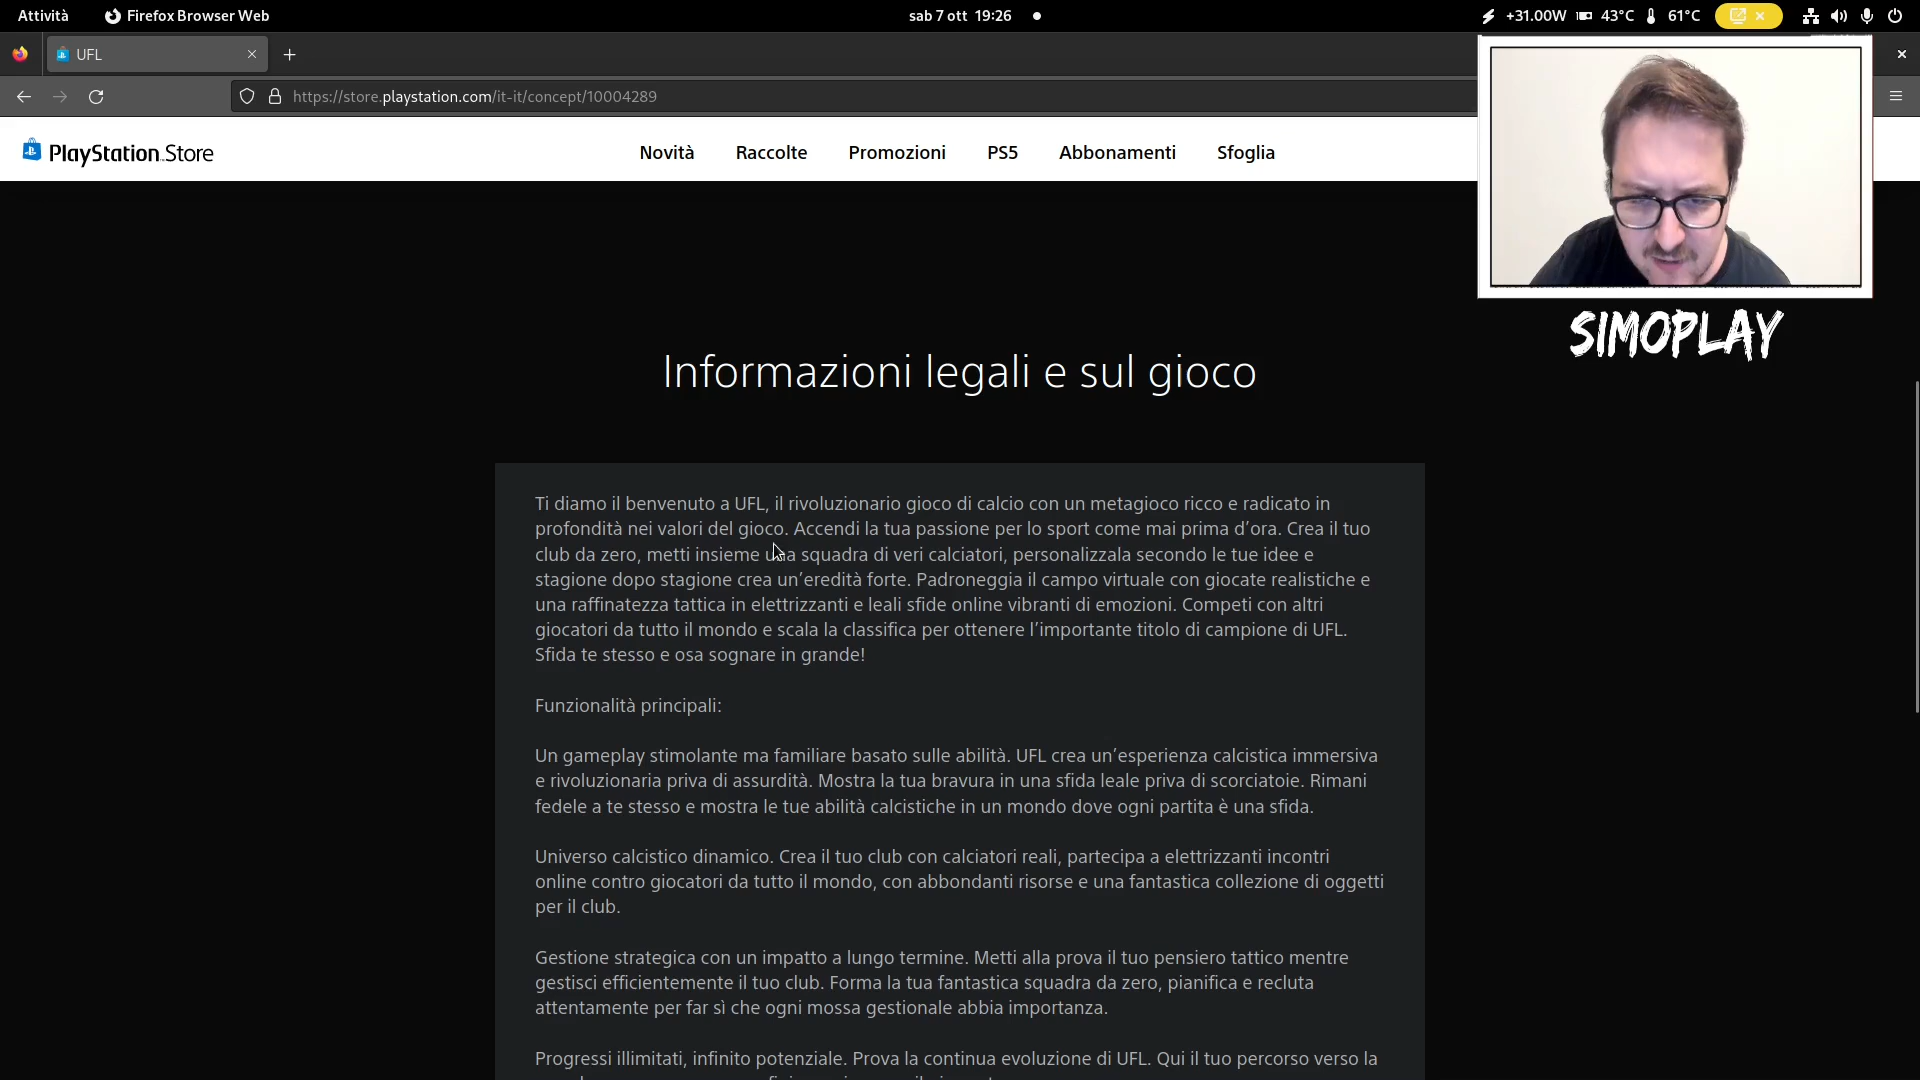 Attività
Firefox Browser Web
sab 7 ott 19:26
+31.00W
43°C
61°C
UFL
https://store.playstation.com/it-it/concept/10004289
PlayStation Store
Novità
Raccolte
Promozioni
PS5
Abbonamenti
Sfoglia
SIMOPLAY
Informazioni legali e sul gioco
Ti diamo il benvenuto a UFL, il rivoluzionario gioco di calcio con un metagioco ricco e radicato in
profondità nei valori del gioco. Accendi la tua passione per lo sport come mai prima d’ora. Crea il tuo
club da zero, metti insieme una squadra di veri calciatori, personalizzala secondo le tue idee e
stagione dopo stagione crea un’eredità forte. Padroneggia il campo virtuale con giocate realistiche e
una raffinatezza tattica in elettrizzanti e leali sfide online vibranti di emozioni. Competi con altri
giocatori da tutto il mondo e scala la classifica per ottenere l’importante titolo di campione di UFL.
Sfida te stesso e osa sognare in grande!
Funzionalità principali:
Un gameplay stimolante ma familiare basato sulle abilità. UFL crea un’esperienza calcistica immersiva
e rivoluzionaria priva di assurdità. Mostra la tua bravura in una sfida leale priva di scorciatoie. Rimani
fedele a te stesso e mostra le tue abilità calcistiche in un mondo dove ogni partita è una sfida.
Universo calcistico dinamico. Crea il tuo club con calciatori reali, partecipa a elettrizzanti incontri
online contro giocatori da tutto il mondo, con abbondanti risorse e una fantastica collezione di oggetti
per il club.
Gestione strategica con un impatto a lungo termine. Metti alla prova il tuo pensiero tattico mentre
gestisci efficientemente il tuo club. Forma la tua fantastica squadra da zero, pianifica e recluta
attentamente per far sì che ogni mossa gestionale abbia importanza.
Progressi illimitati, infinito potenziale. Prova la continua evoluzione di UFL. Qui il tuo percorso verso la